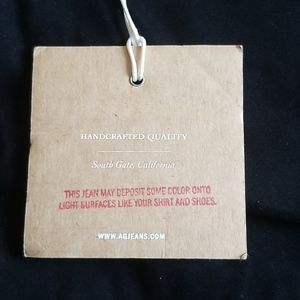 HANDCRAFTED QUALITY
South Gate, California
THIS JEAN MAY DEPOSIT SOME COLOR ONTO
LIGHT SURFACES LIKE YOUR SHIRT AND SHOES.
WWW.AGJEANS.COM